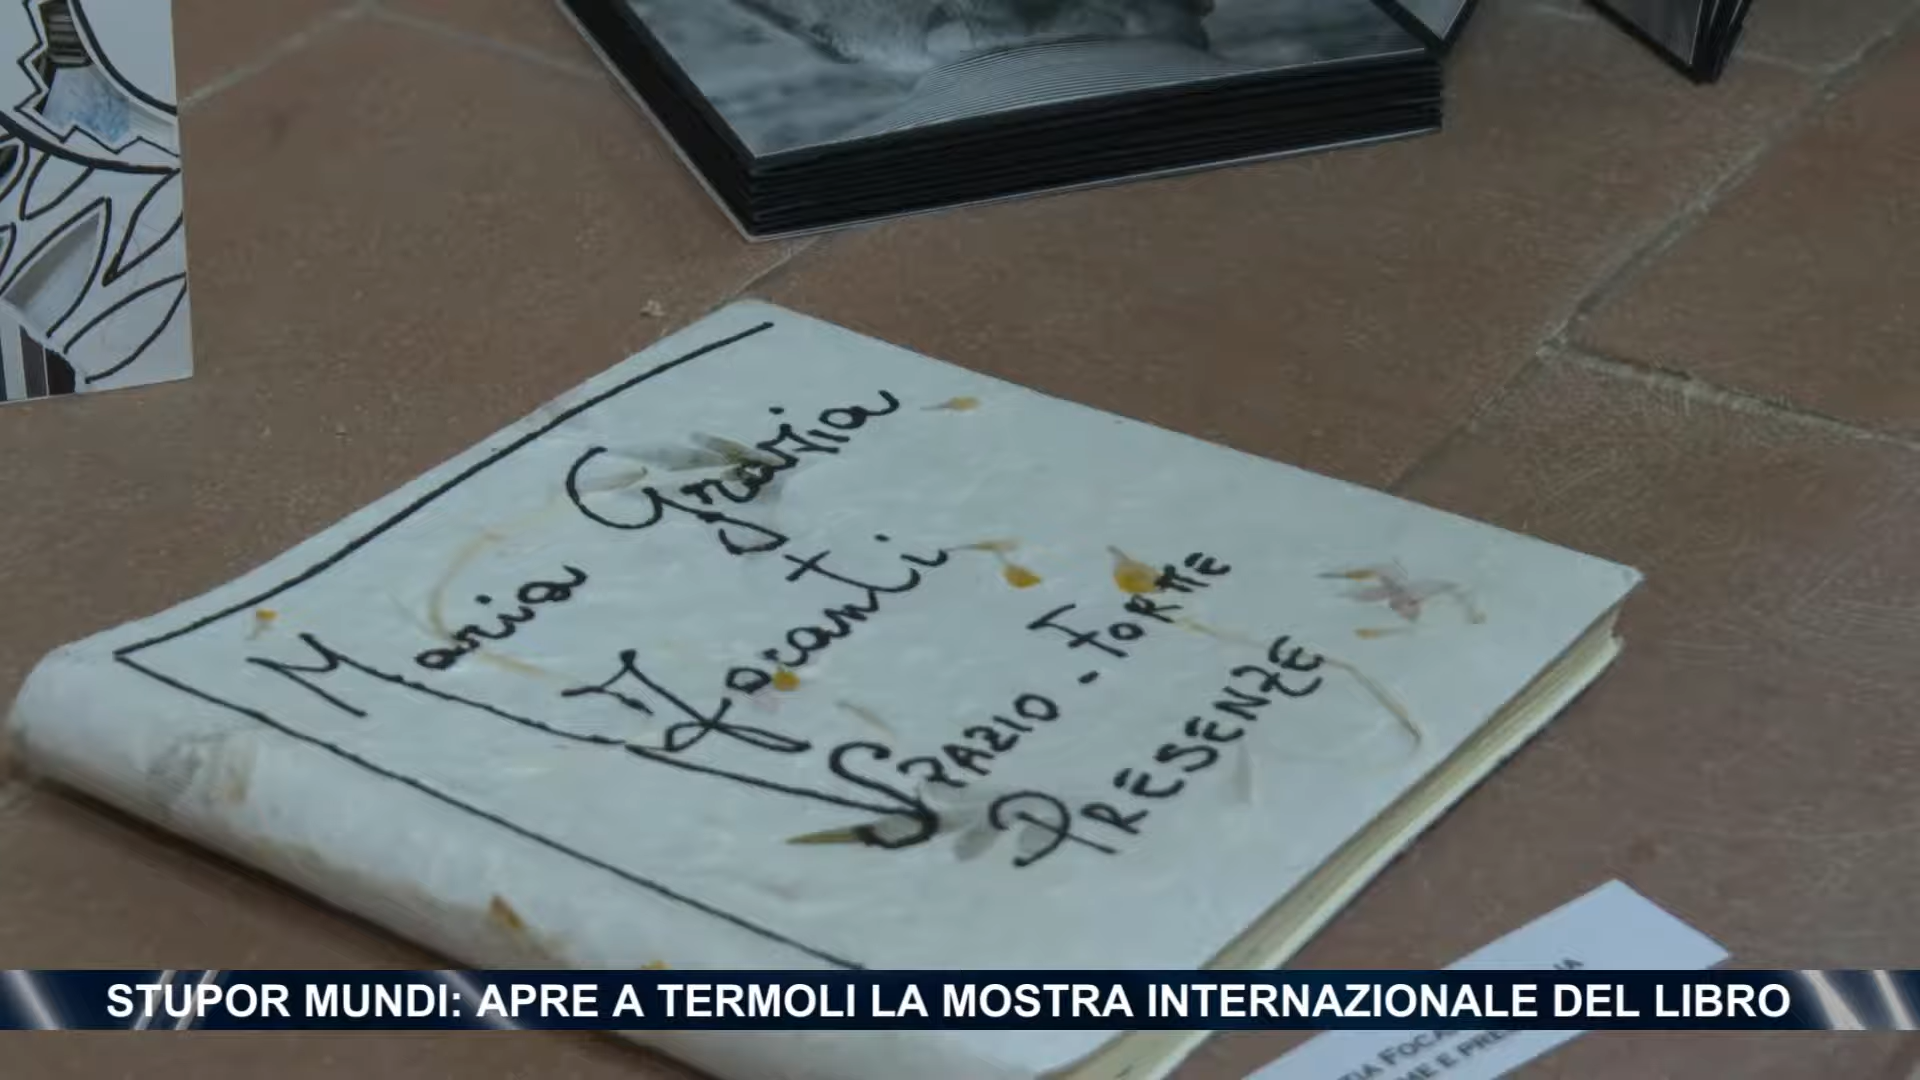 Maria Grazia
Focanti
SPAZIO - FORME
PRESENZE
STUPOR MUNDI: APRE A TERMOLI LA MOSTRA INTERNAZIONALE DEL LIBRO